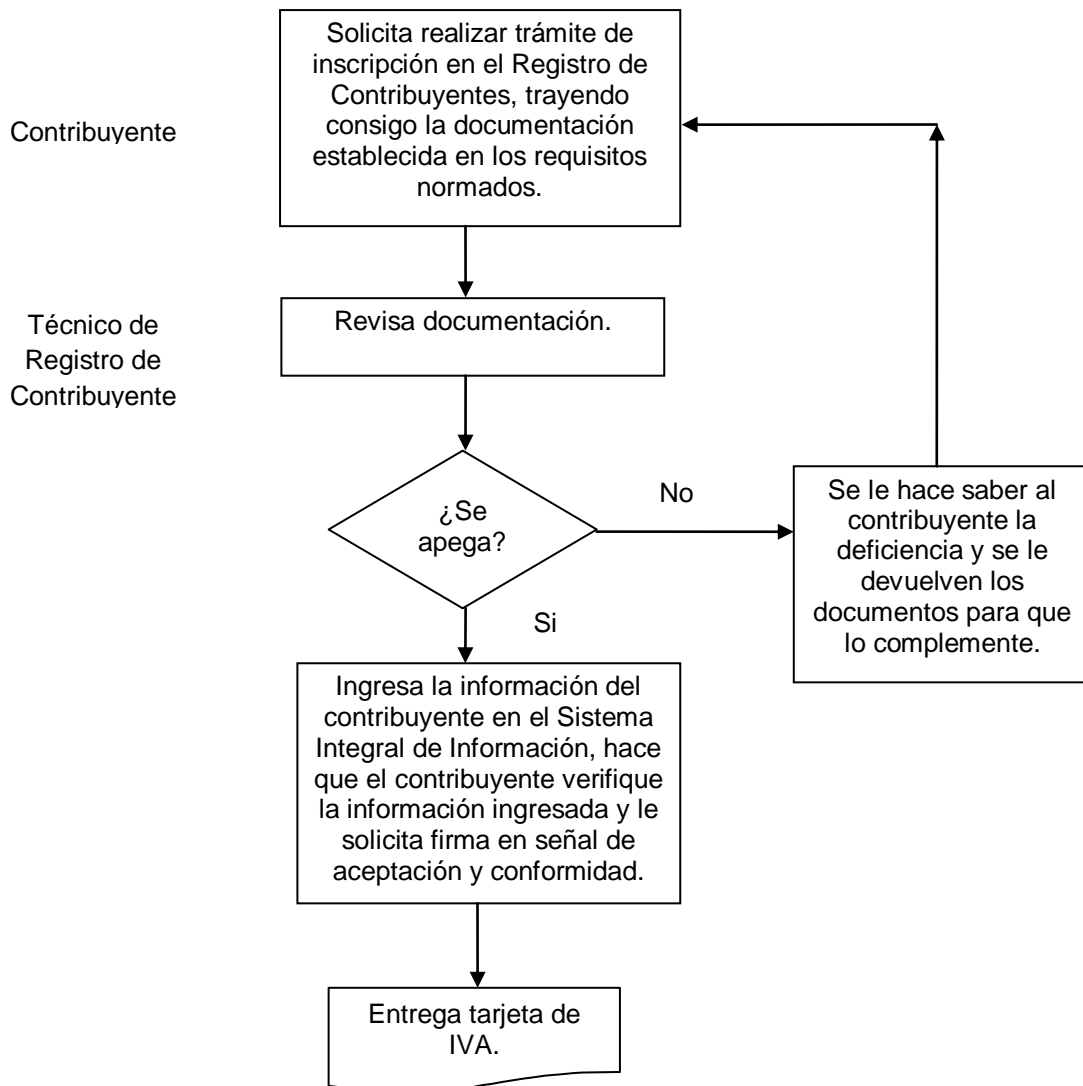 Solicita realizar trámite de
inscripción en el Registro de
Contribuyentes, trayendo
consigo la documentación
establecida en los requisitos
normados.
Contribuyente
Revisa documentación.
Técnico de
Registro de
Contribuyente
¿Se
apega?
No
Se le hace saber al
contribuyente la
deficiencia y se le
devuelven los
documentos para que
lo complemente.
Si
Ingresa la información del
contribuyente en el Sistema
Integral de Información, hace
que el contribuyente verifique
la información ingresada y le
solicita firma en señal de
aceptación y conformidad.
Entrega tarjeta de
IVA.